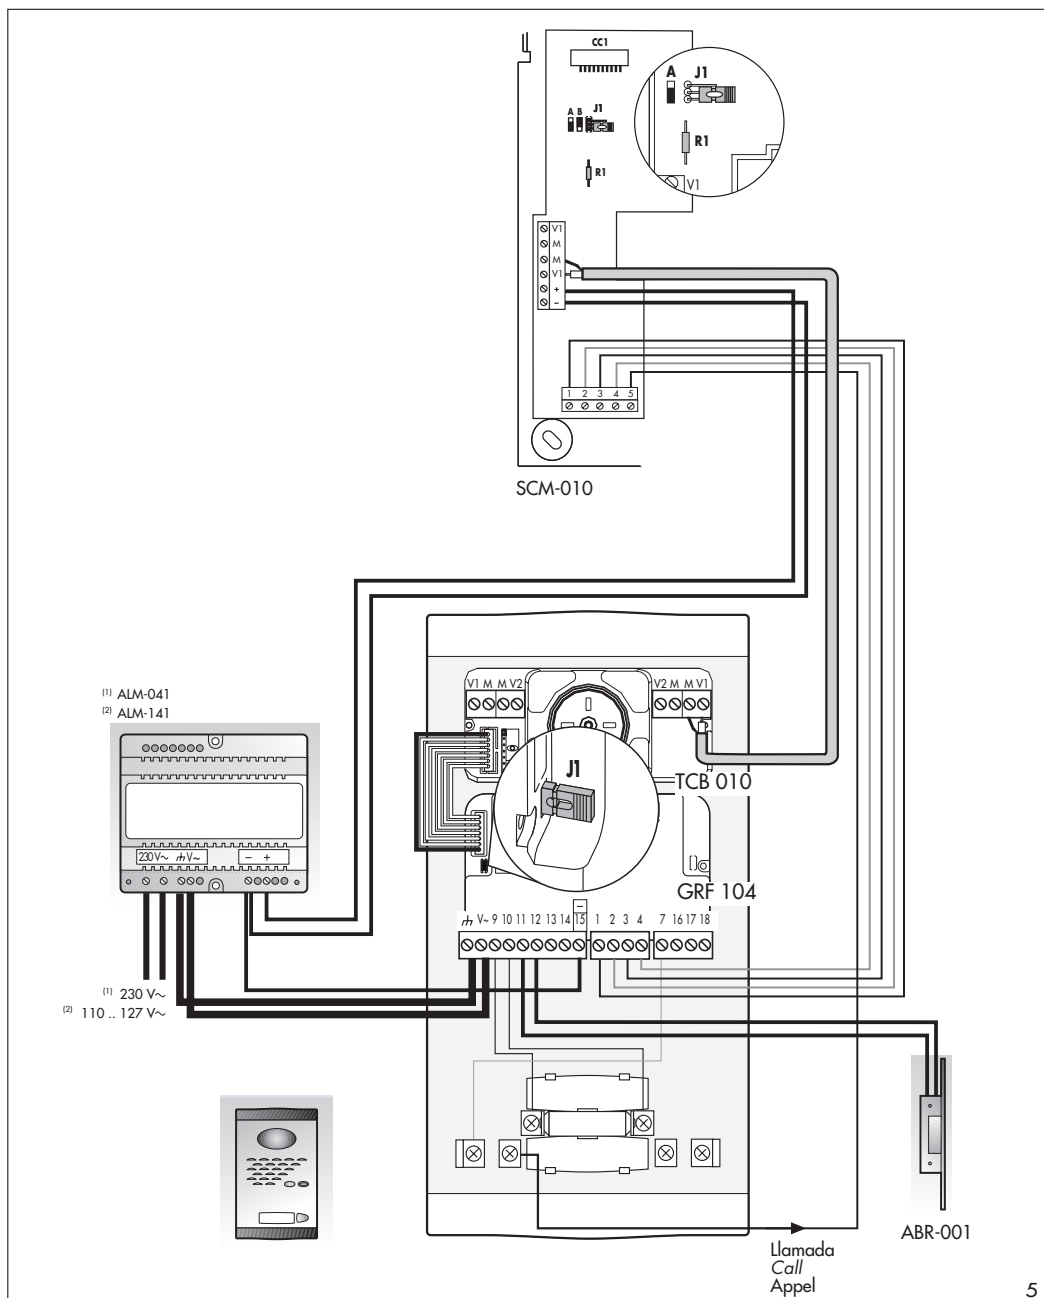 CC1
A J1
A B J1
R1
R1
V1
V1
M
M
V1
+
−
1 2 3 4 5
SCM-010
V1 M M V2
V2 M M V1
(1) ALM-041
(2) ALM-141
J1
TCB 010
230 V~ V~ − +
GRF 104
−
V~ 9 10 11 12 13 14 15 1 2 3 4 7 16 17 18
(1) 230 V~
(2) 110 .. 127 V~
ABR-001
Llamada
Call
Appel
5